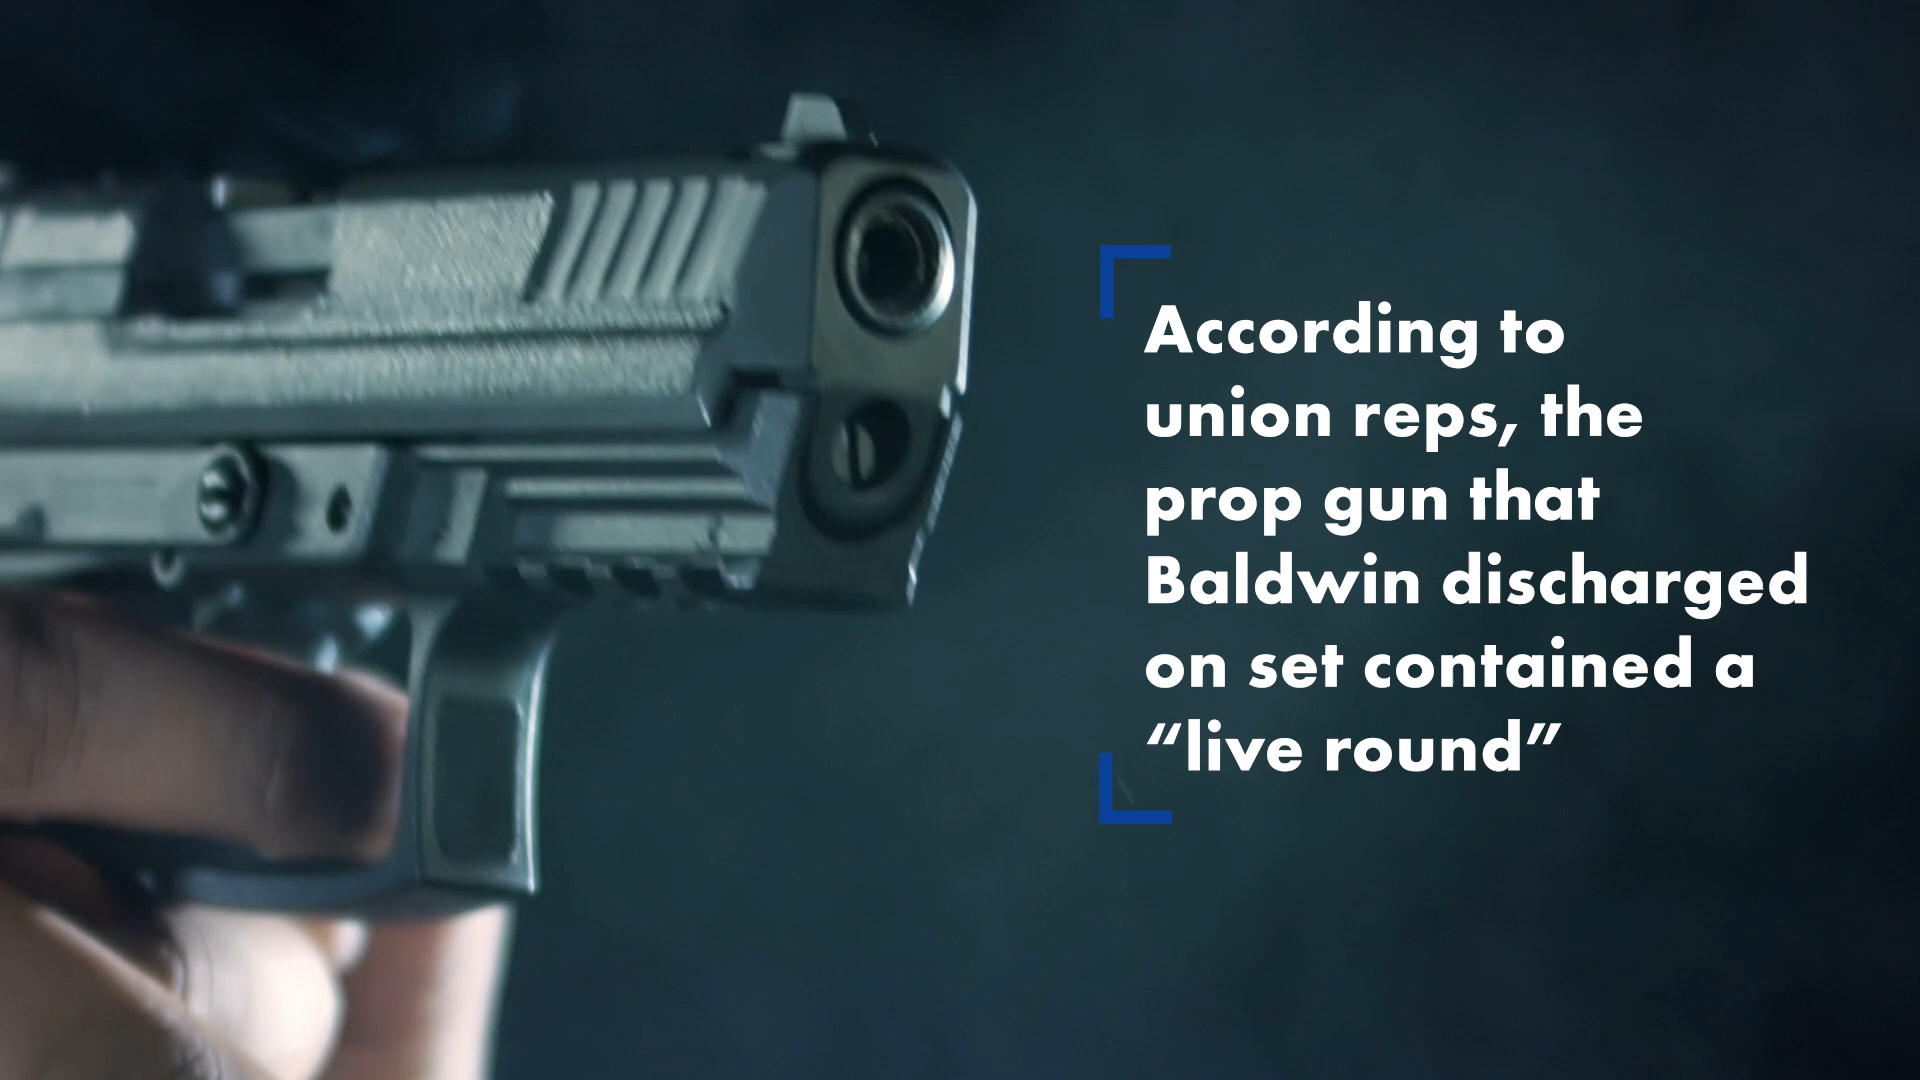 According to
union reps, the
prop gun that
Baldwin discharged
on set contained a
“live round”